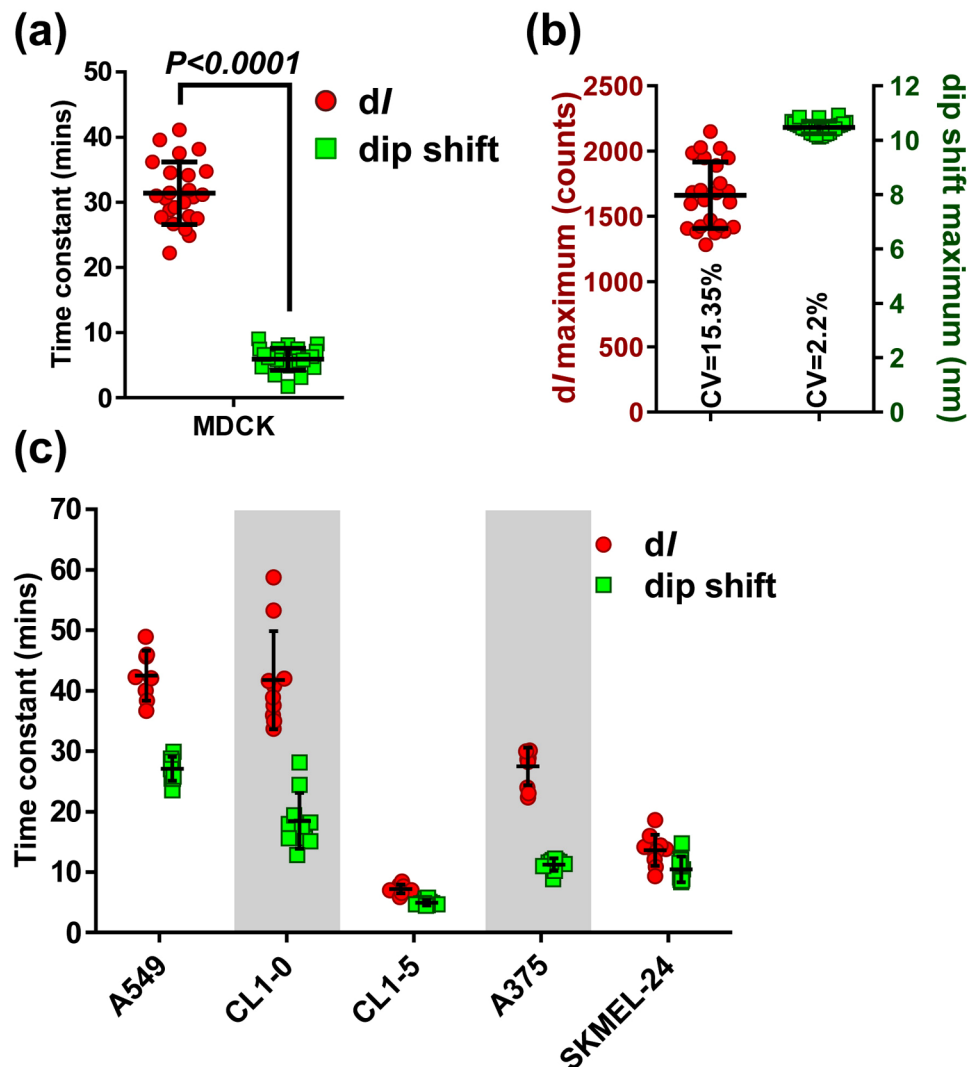 (a)
P<0.0001
dI
dip shift
Time constant (mins)
50
40
30
20
10
0
MDCK
(b)
dI maximum (counts)
2500
2000
1500
1000
500
0
CV=15.35%
CV=2.2%
12
10
8
6
4
2
0
dip shift maximum (nm)
(c)
Time constant (mins)
70
60
50
40
30
20
10
0
dI
dip shift
A549
CL1-0
CL1-5
A375
SKMEL-24